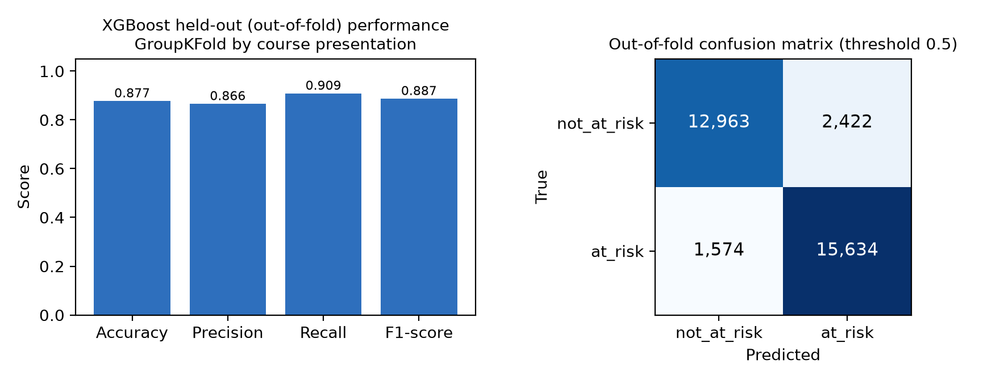 XGBoost held-out (out-of-fold) performance
GroupKFold by course presentation
Score
1.0
0.8
0.6
0.4
0.2
0.0
0.877
0.866
0.909
0.887
Accuracy
Precision
Recall
F1-score
Out-of-fold confusion matrix (threshold 0.5)
True
not_at_risk
at_risk
12,963
2,422
1,574
15,634
not_at_risk
at_risk
Predicted